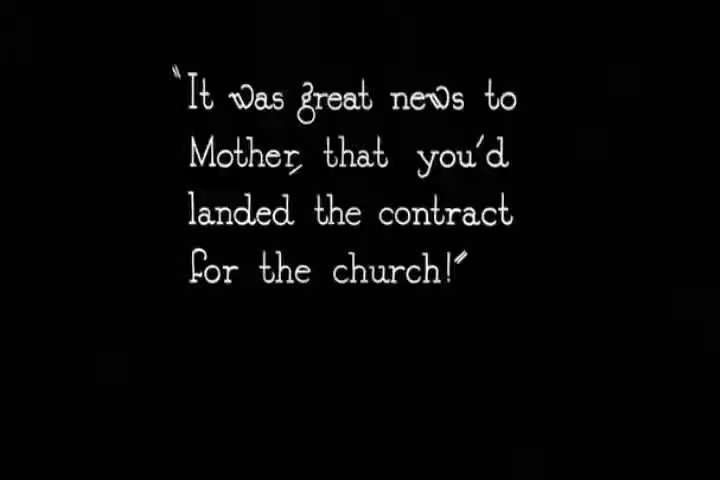 "It was great news to
Mother, that you'd
landed the contract
for the church!"